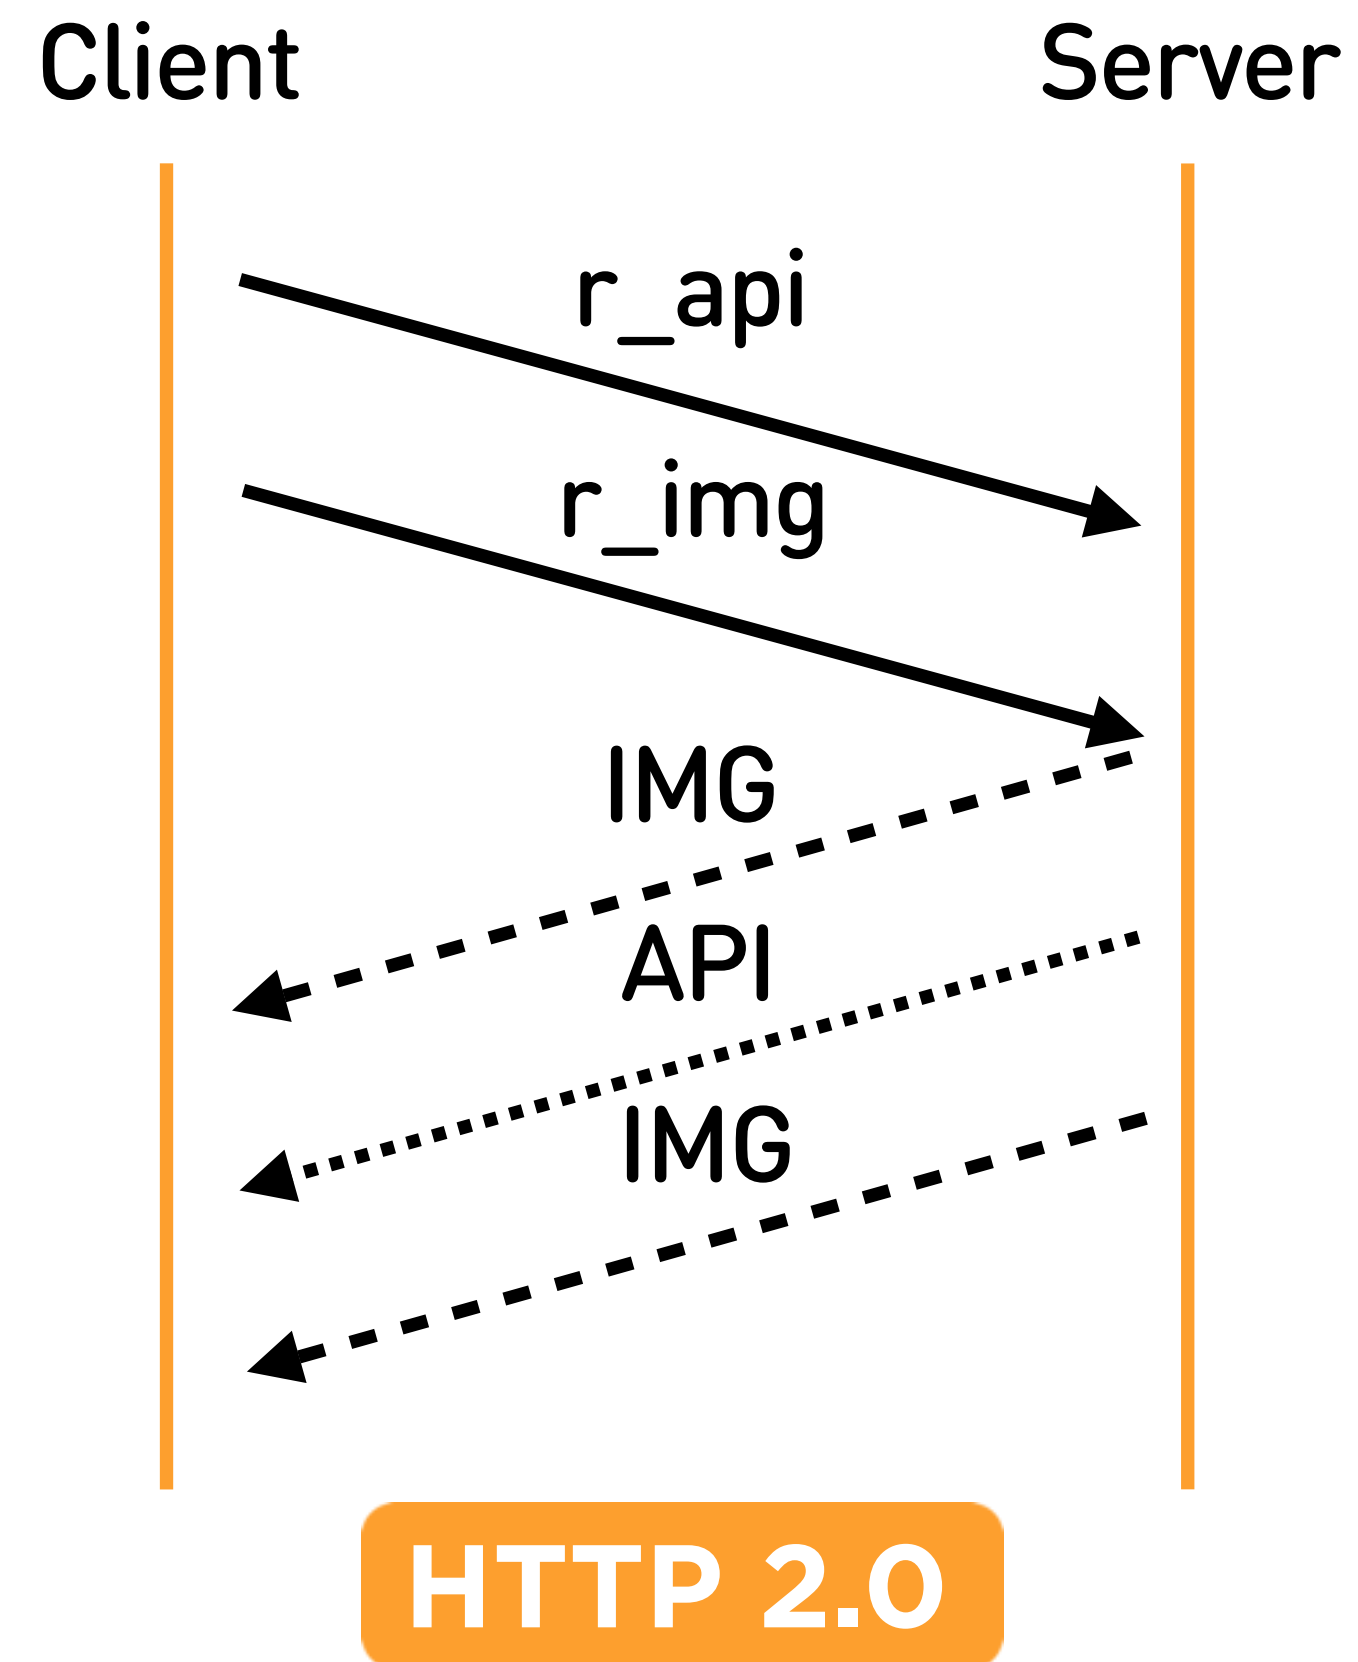 Client
Server
r_api
r_img
IMG
API
IMG
HTTP 2.0